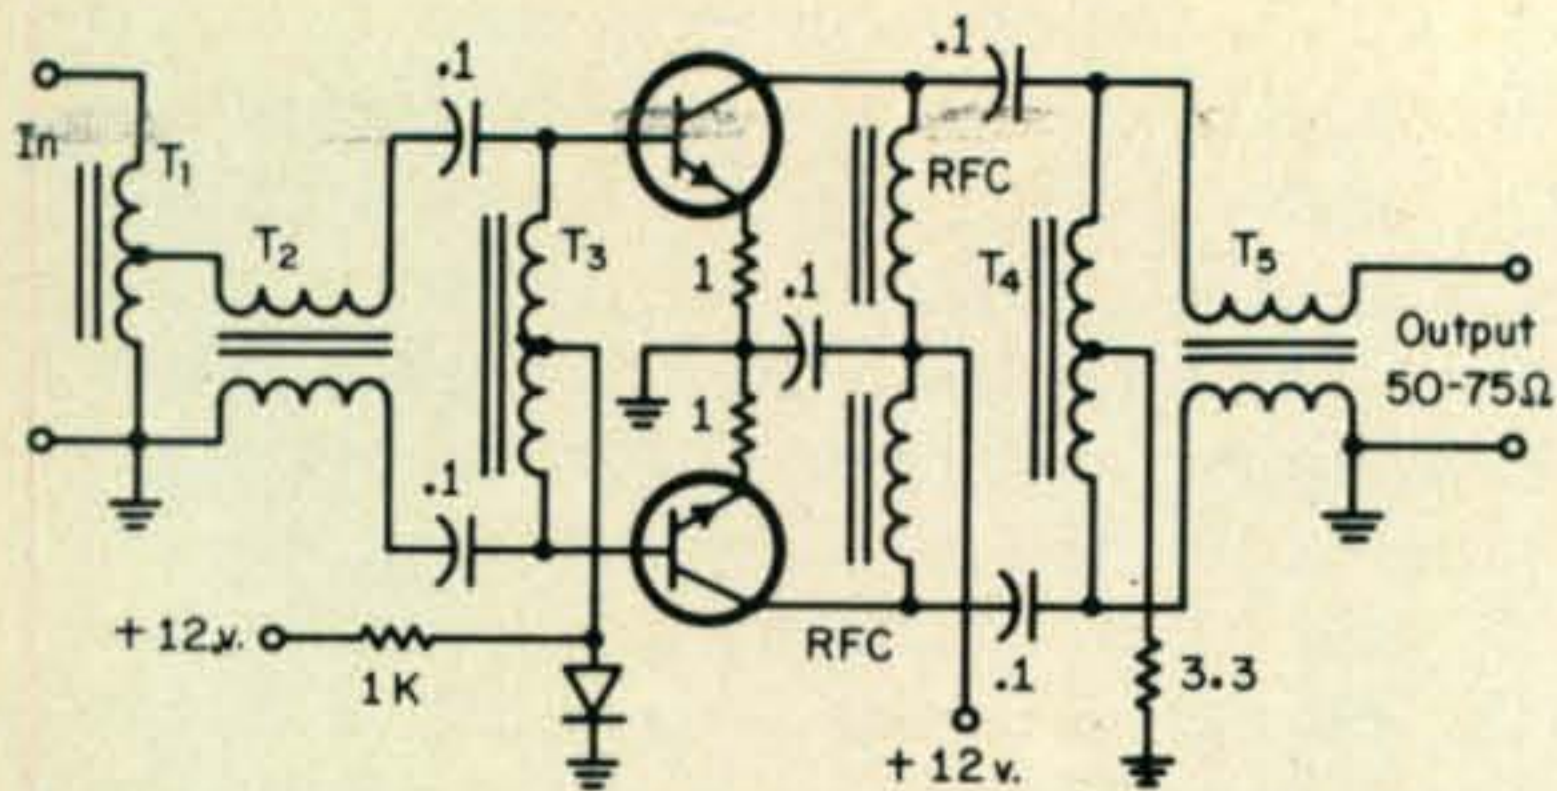 .1
.1
In
T1
RFC
T2
T3
1
.1
T4
T5
Output
50-75Ω
1
.1
+12v.
1K
RFC
.1
3.3
+12v.